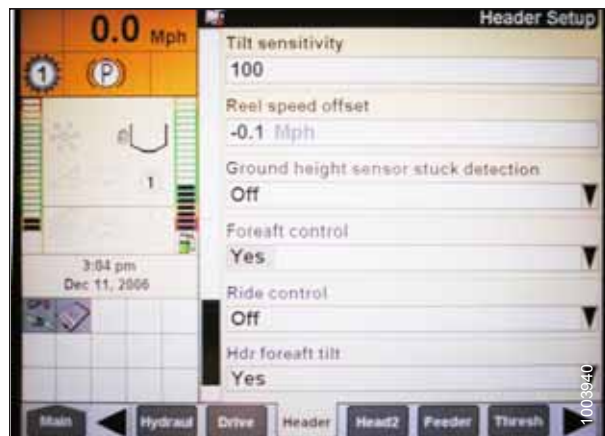 0.0 Mph
Header Setup
1
(P)
Tilt sensitivity
100
Reel speed offset
-0.1 Mph
Ground height sensor stuck detection
Off
1
Foreaft control
Yes
3:04 pm
Dec 11, 2006
Ride control
Off
GPS
Hdr foreaft tilt
Yes
1003940
Main
Hydraul
Drive
Header
Head2
Feeder
Thresh